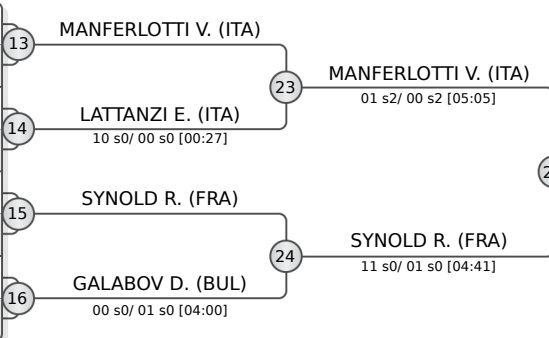 MANFERLOTTI V. (ITA)
13
23
MANFERLOTTI V. (ITA)
01 s2/ 00 s2 [05:05]
LATTANZI E. (ITA)
14
10 s0/ 00 s0 [00:27]
SYNOLD R. (FRA)
15
24
SYNOLD R. (FRA)
11 s0/ 01 s0 [04:41]
GALABOV D. (BUL)
16
00 s0/ 01 s0 [04:00]